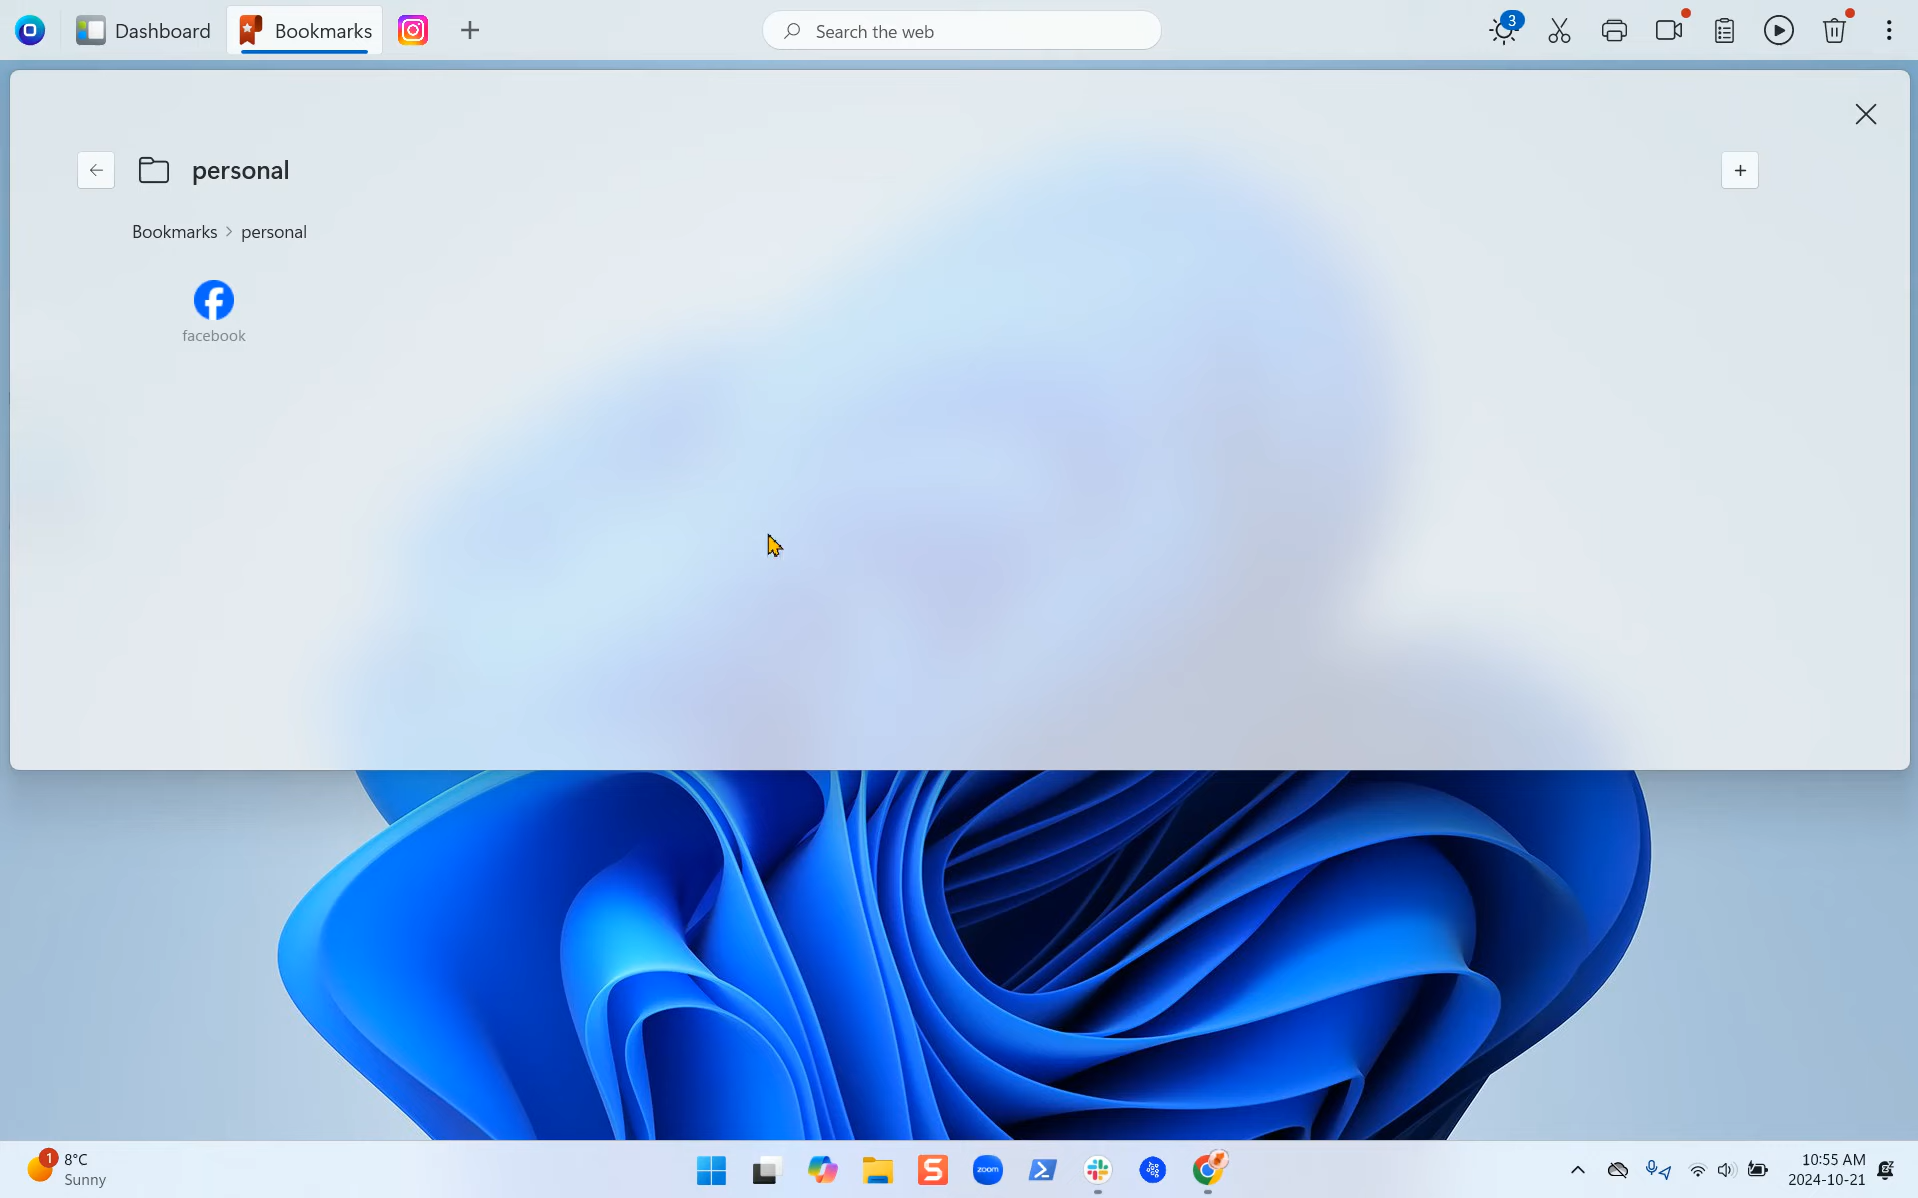 Dashboard
Bookmarks
Search the web
3
personal
Bookmarks > personal
facebook
1
8°C
Sunny
S
zoom
10:55 AM
2024-10-21